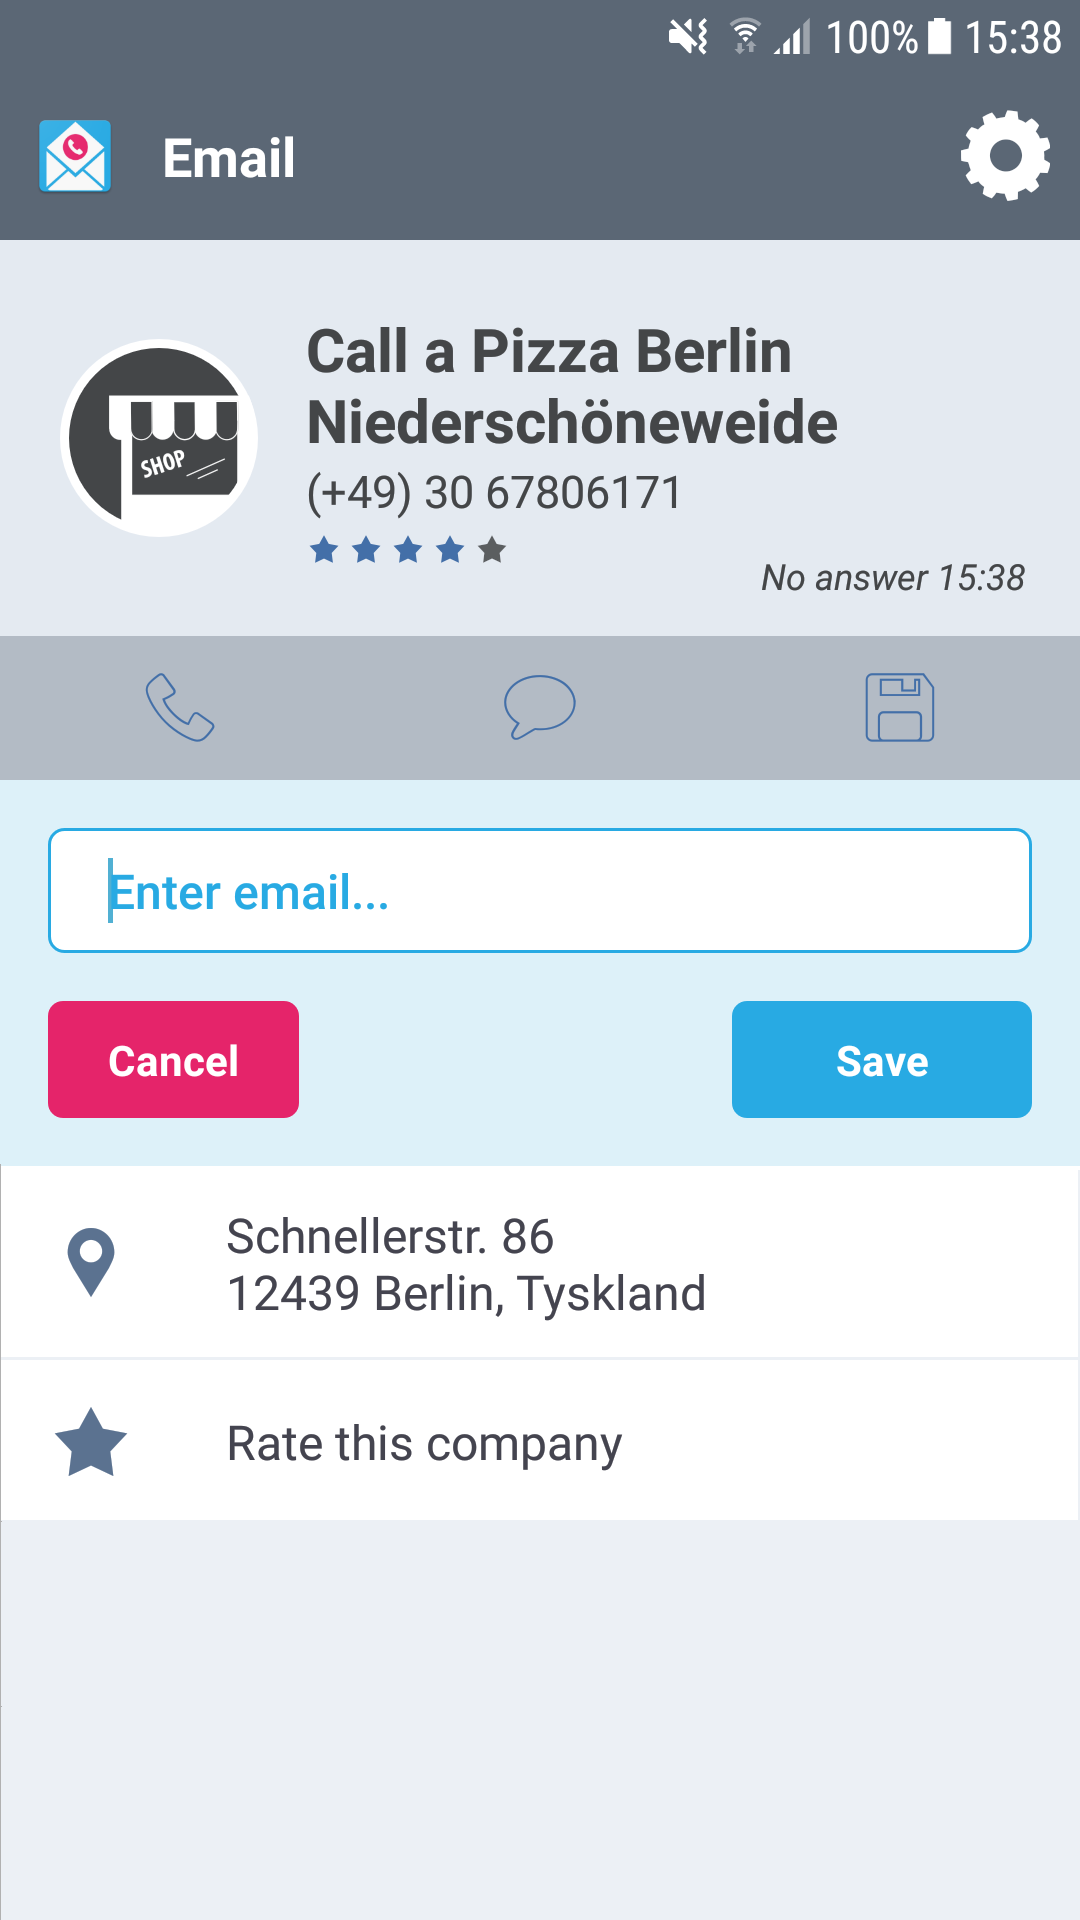 100% 15:38
Email
Call a Pizza Berlin
Niederschöneweide
(+49) 30 67806171
SHOP
No answer 15:38
Enter email...
Cancel
Save
Schnellerstr. 86
12439 Berlin, Tyskland
Rate this company